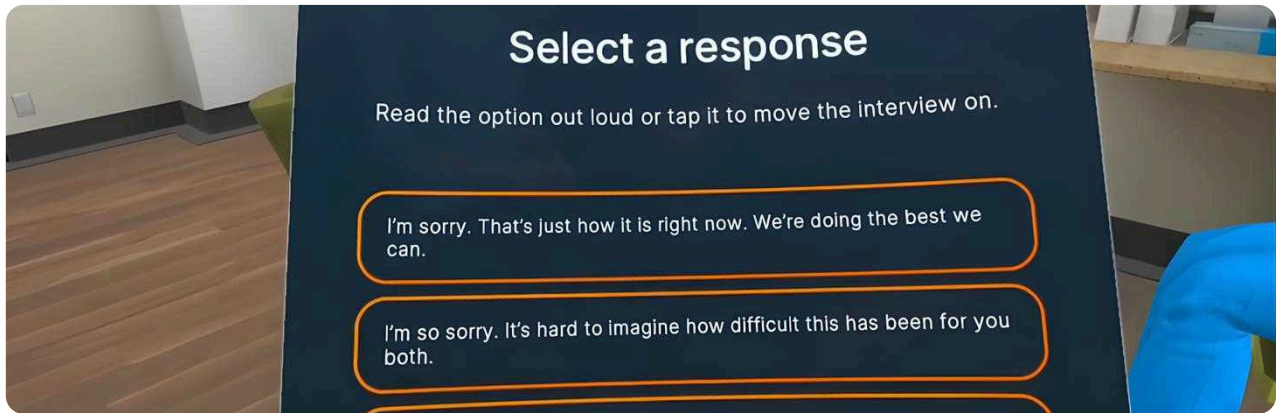 Select a response
Read the option out loud or tap it to move the interview on.
I'm sorry. That's just how it is right now. We're doing the best we
can.
I'm so sorry. It's hard to imagine how difficult this has been for you
both.